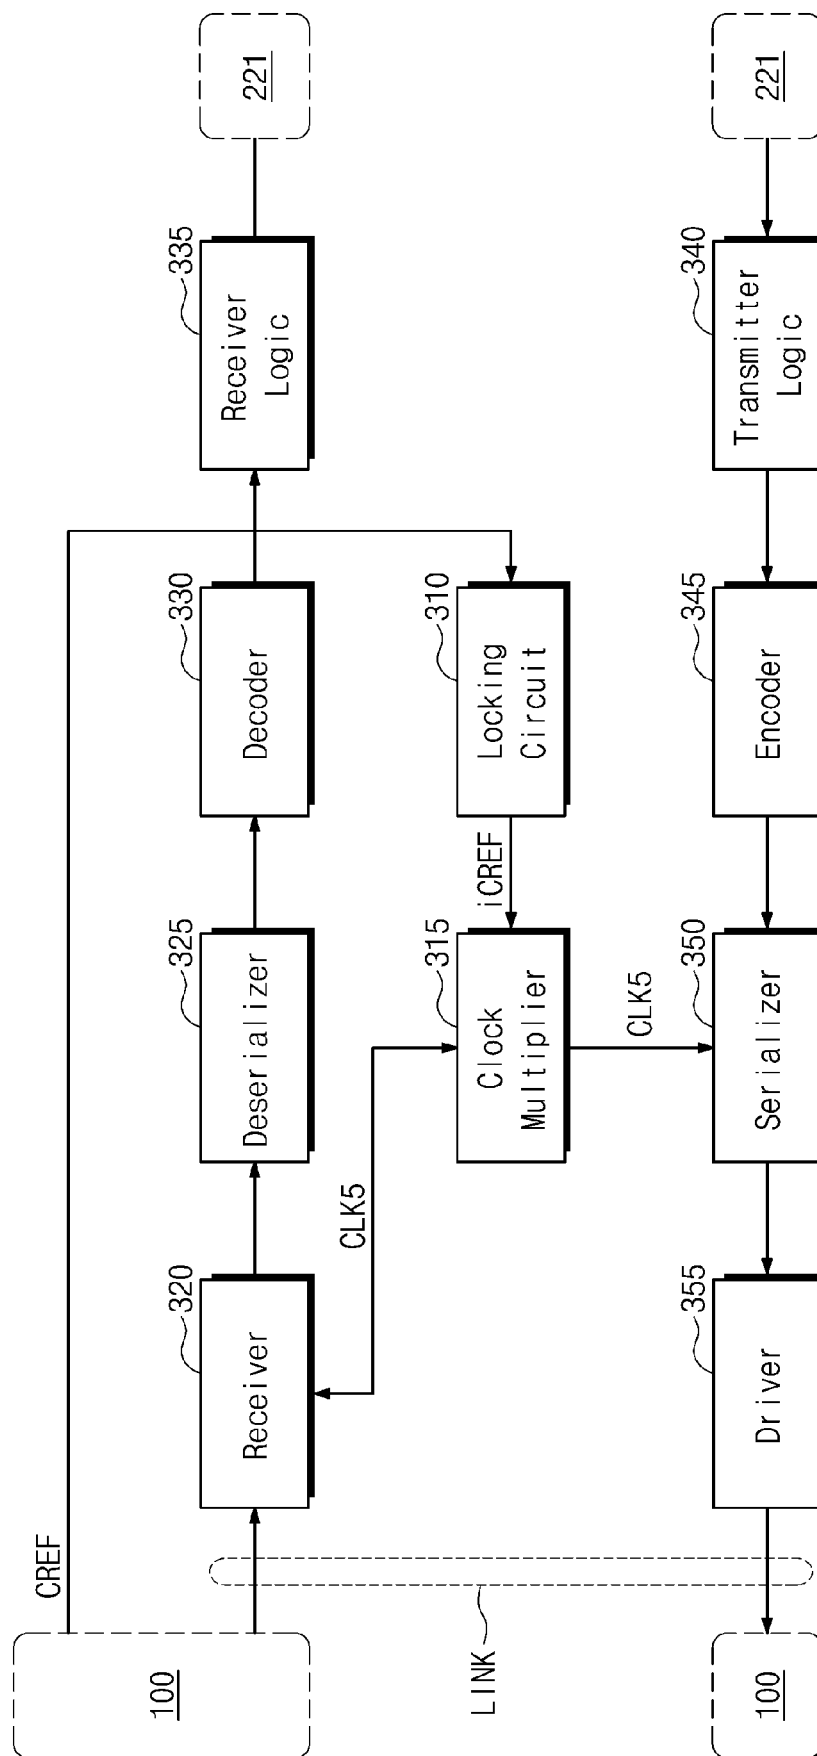 100
CREF
320
Receiver
325
Deserializer
330
Decoder
335
Receiver
Logic
221
CLK5
315
Clock
Multiplier
iCREF
310
Locking
Circuit
LINK
CLK5
100
355
Driver
350
Serializer
345
Encoder
340
Transmitter
Logic
221